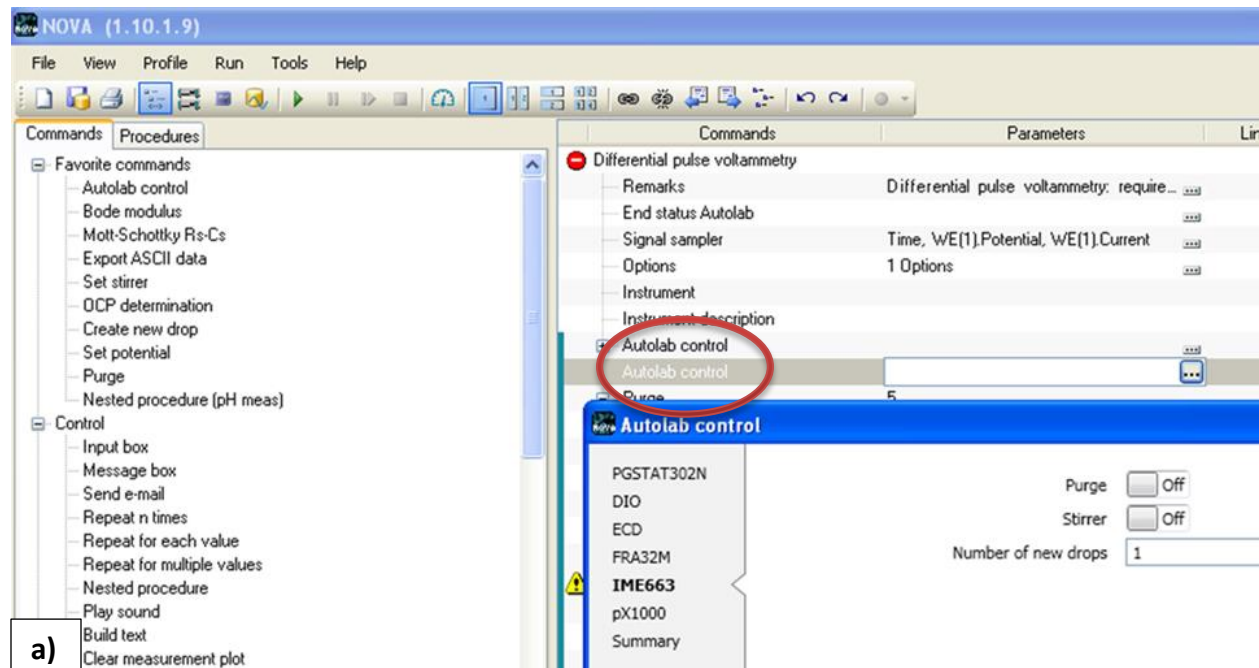 NOVA (1.10.1.9)
File View Profile Run Tools Help
Commands Procedures
Favorite commands
Autolab control
Bode modulus
Mott-Schottky Rs-Cs
Export ASCII data
Set stirrer
OCP determination
Create new drop
Set potential
Purge
Nested procedure (pH meas)
Control
Input box
Message box
Send e-mail
Repeat n times
Repeat for each value
Repeat for multiple values
Nested procedure
Play sound
Build text
Clear measurement plot
a)
Commands Parameters Lin
Differential pulse voltammetry
Remarks Differential pulse voltammetry: require...
End status Autolab
Signal sampler Time, WE(1).Potential, WE(1).Current
Options 1 Options
Instrument
Instrument description
Autolab control
Autolab control
Purge 5
Autolab control
PGSTAT302N
DIO
ECD
FRA32M
IME663
pX1000
Summary
Purge Off
Stirrer Off
Number of new drops 1